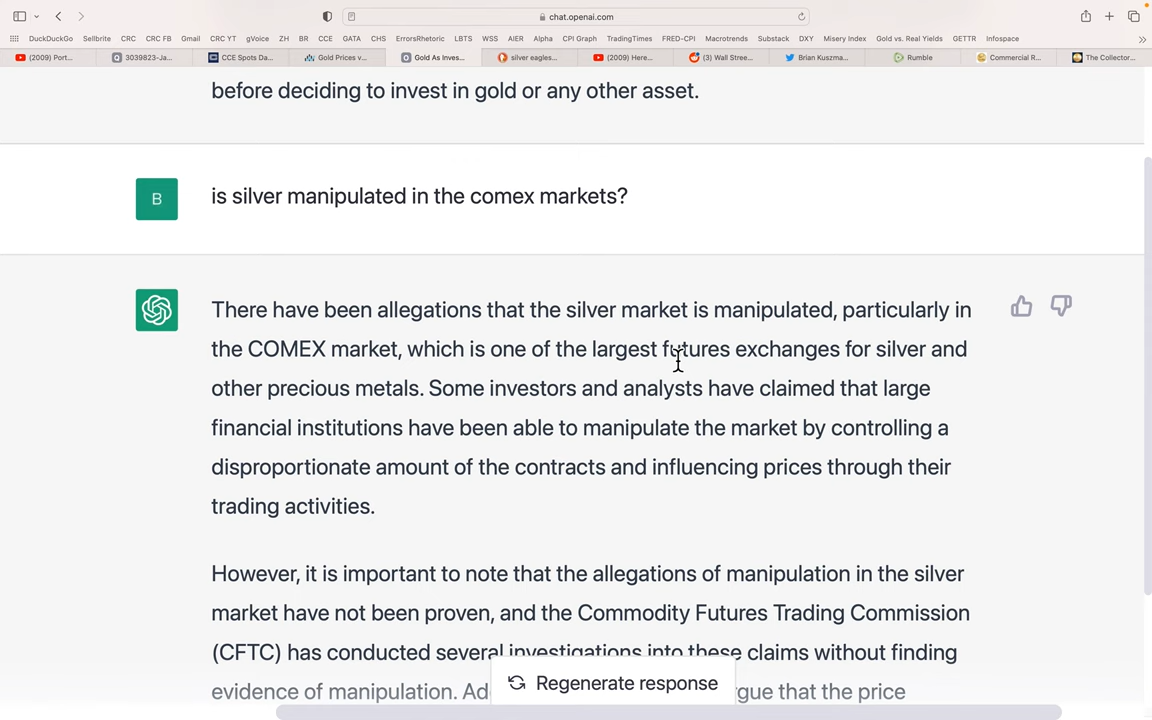 chat.openai.com
DuckDuckGo Sellbrite CRC CRC FB Gmail CRC YT gVoice ZH BR CCE GATA CHS ErrorsRhetoric LBTS WSS AIER Alpha CPI Graph TradingTimes FRED-CPI Macrotrends Substack DXY Misery Index Gold vs. Real Yields GETTR Infospace
(2009) Port... 3039823-Ja... CCE Spots Da... Gold Prices v... Gold As Inves... silver eagles... (2009) Here... (3) Wall Stree... Brian Kuszma... Rumble Commercial R... The Collector...
before deciding to invest in gold or any other asset.
B
is silver manipulated in the comex markets?
There have been allegations that the silver market is manipulated, particularly in
the COMEX market, which is one of the largest futures exchanges for silver and
other precious metals. Some investors and analysts have claimed that large
financial institutions have been able to manipulate the market by controlling a
disproportionate amount of the contracts and influencing prices through their
trading activities.
However, it is important to note that the allegations of manipulation in the silver
market have not been proven, and the Commodity Futures Trading Commission
(CFTC) has conducted several investigations into these claims without finding
evidence of manipulation. gue that the price
Regenerate response